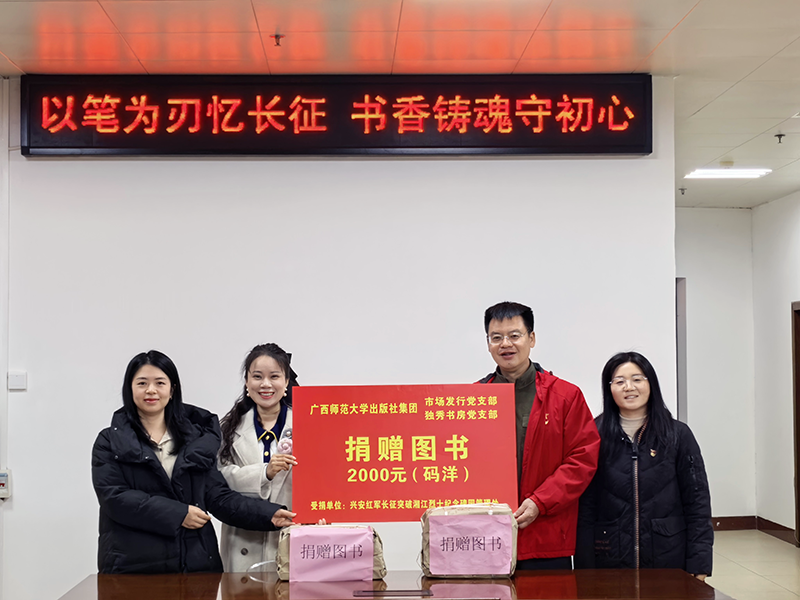 以笔为刃忆长征 书香铸魂守初心
广西师范大学出版社集团 市场发行党支部
独秀书房党支部
捐赠图书
2000元（码洋）
受捐单位：兴安红军长征突破湘江烈士纪念碑园管理处
捐赠图书
捐赠图书